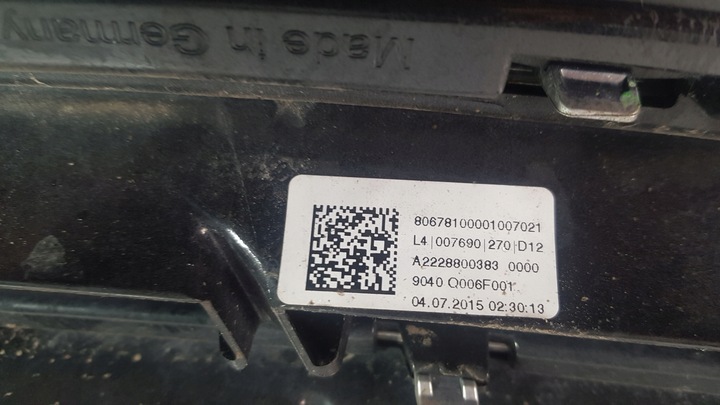 Made in Germany
80678100001007021
L4|007690|270|D12
A2228800383 0000
9040 Q006F001
04.07.2015 02:30:13